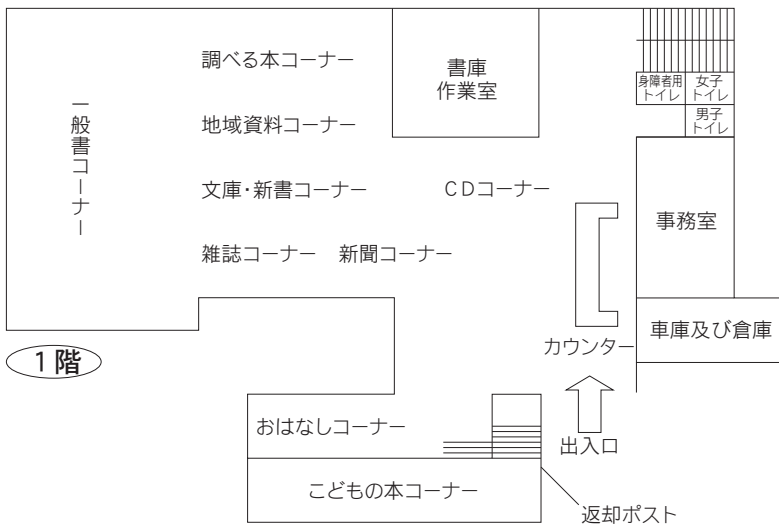 調べる本コーナー
書庫
作業室
身障者用
トイレ
女子
トイレ
男子
トイレ
一般書コーナー
地域資料コーナー
文庫・新書コーナー
CDコーナー
事務室
雑誌コーナー
新聞コーナー
車庫及び倉庫
カウンター
1階
おはなしコーナー
出入口
こどもの本コーナー
返却ポスト